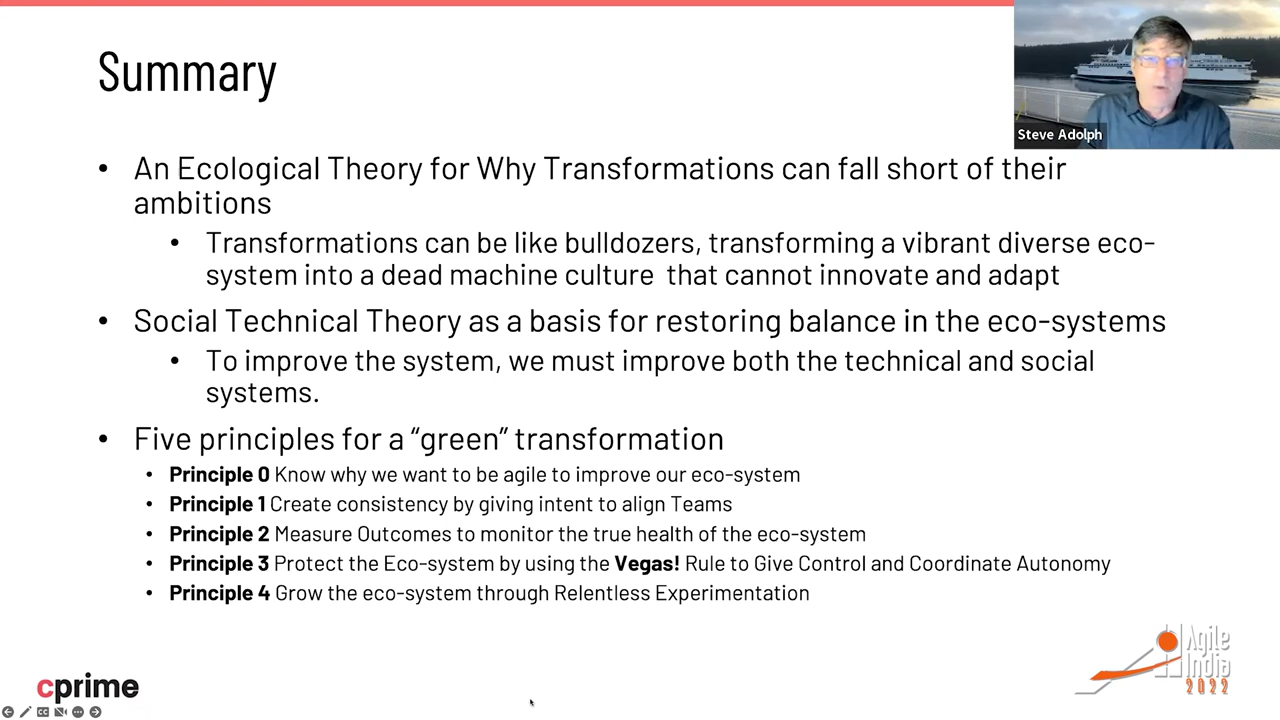 Summary
Steve Adolph
• An Ecological Theory for Why Transformations can fall short of their
ambitions
• Transformations can be like bulldozers, transforming a vibrant diverse eco-
system into a dead machine culture that cannot innovate and adapt
• Social Technical Theory as a basis for restoring balance in the eco-systems
• To improve the system, we must improve both the technical and social
systems.
• Five principles for a “green” transformation
• Principle 0 Know why we want to be agile to improve our eco-system
• Principle 1 Create consistency by giving intent to align Teams
• Principle 2 Measure Outcomes to monitor the true health of the eco-system
• Principle 3 Protect the Eco-system by using the Vegas! Rule to Give Control and Coordinate Autonomy
• Principle 4 Grow the eco-system through Relentless Experimentation
cprime
Agile
India
2022